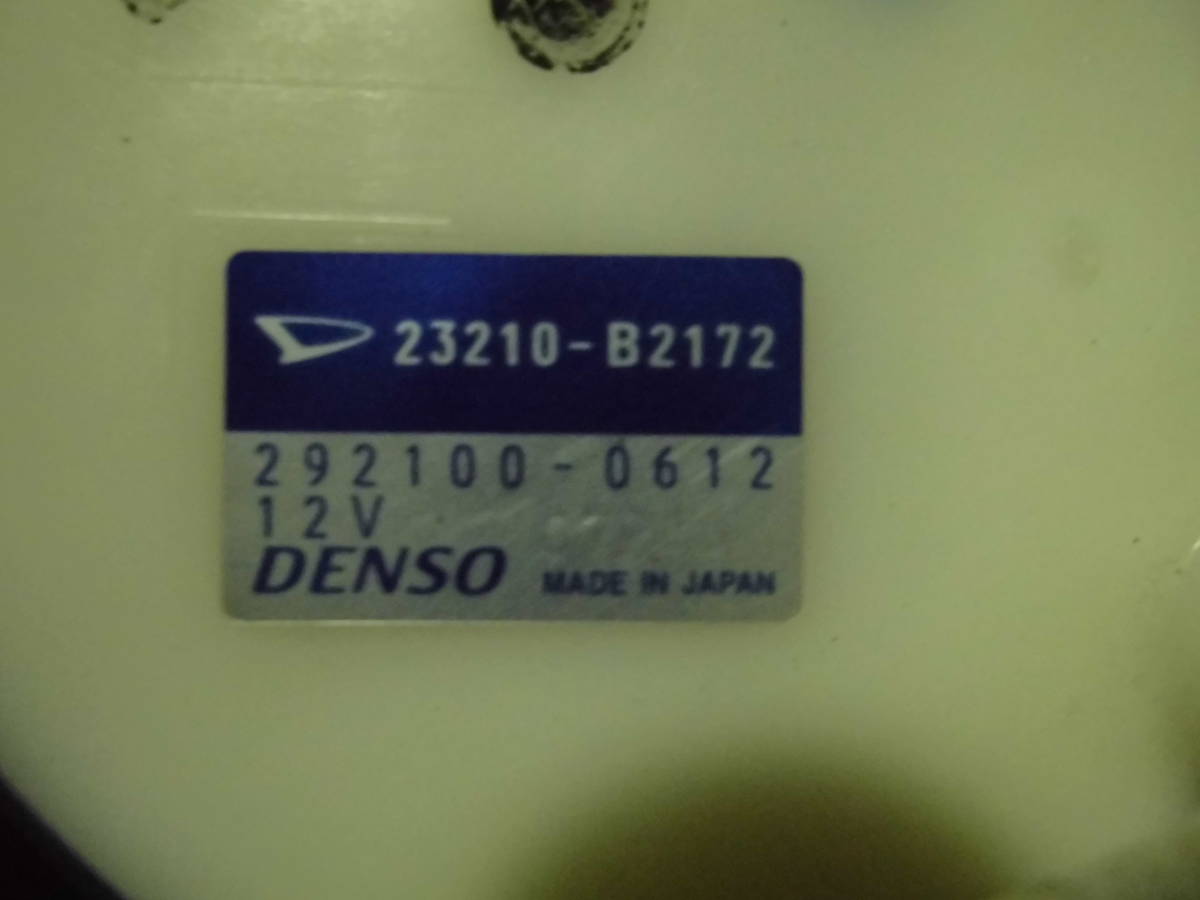 23210-B2172
292100-0612
12V
DENSO MADE IN JAPAN